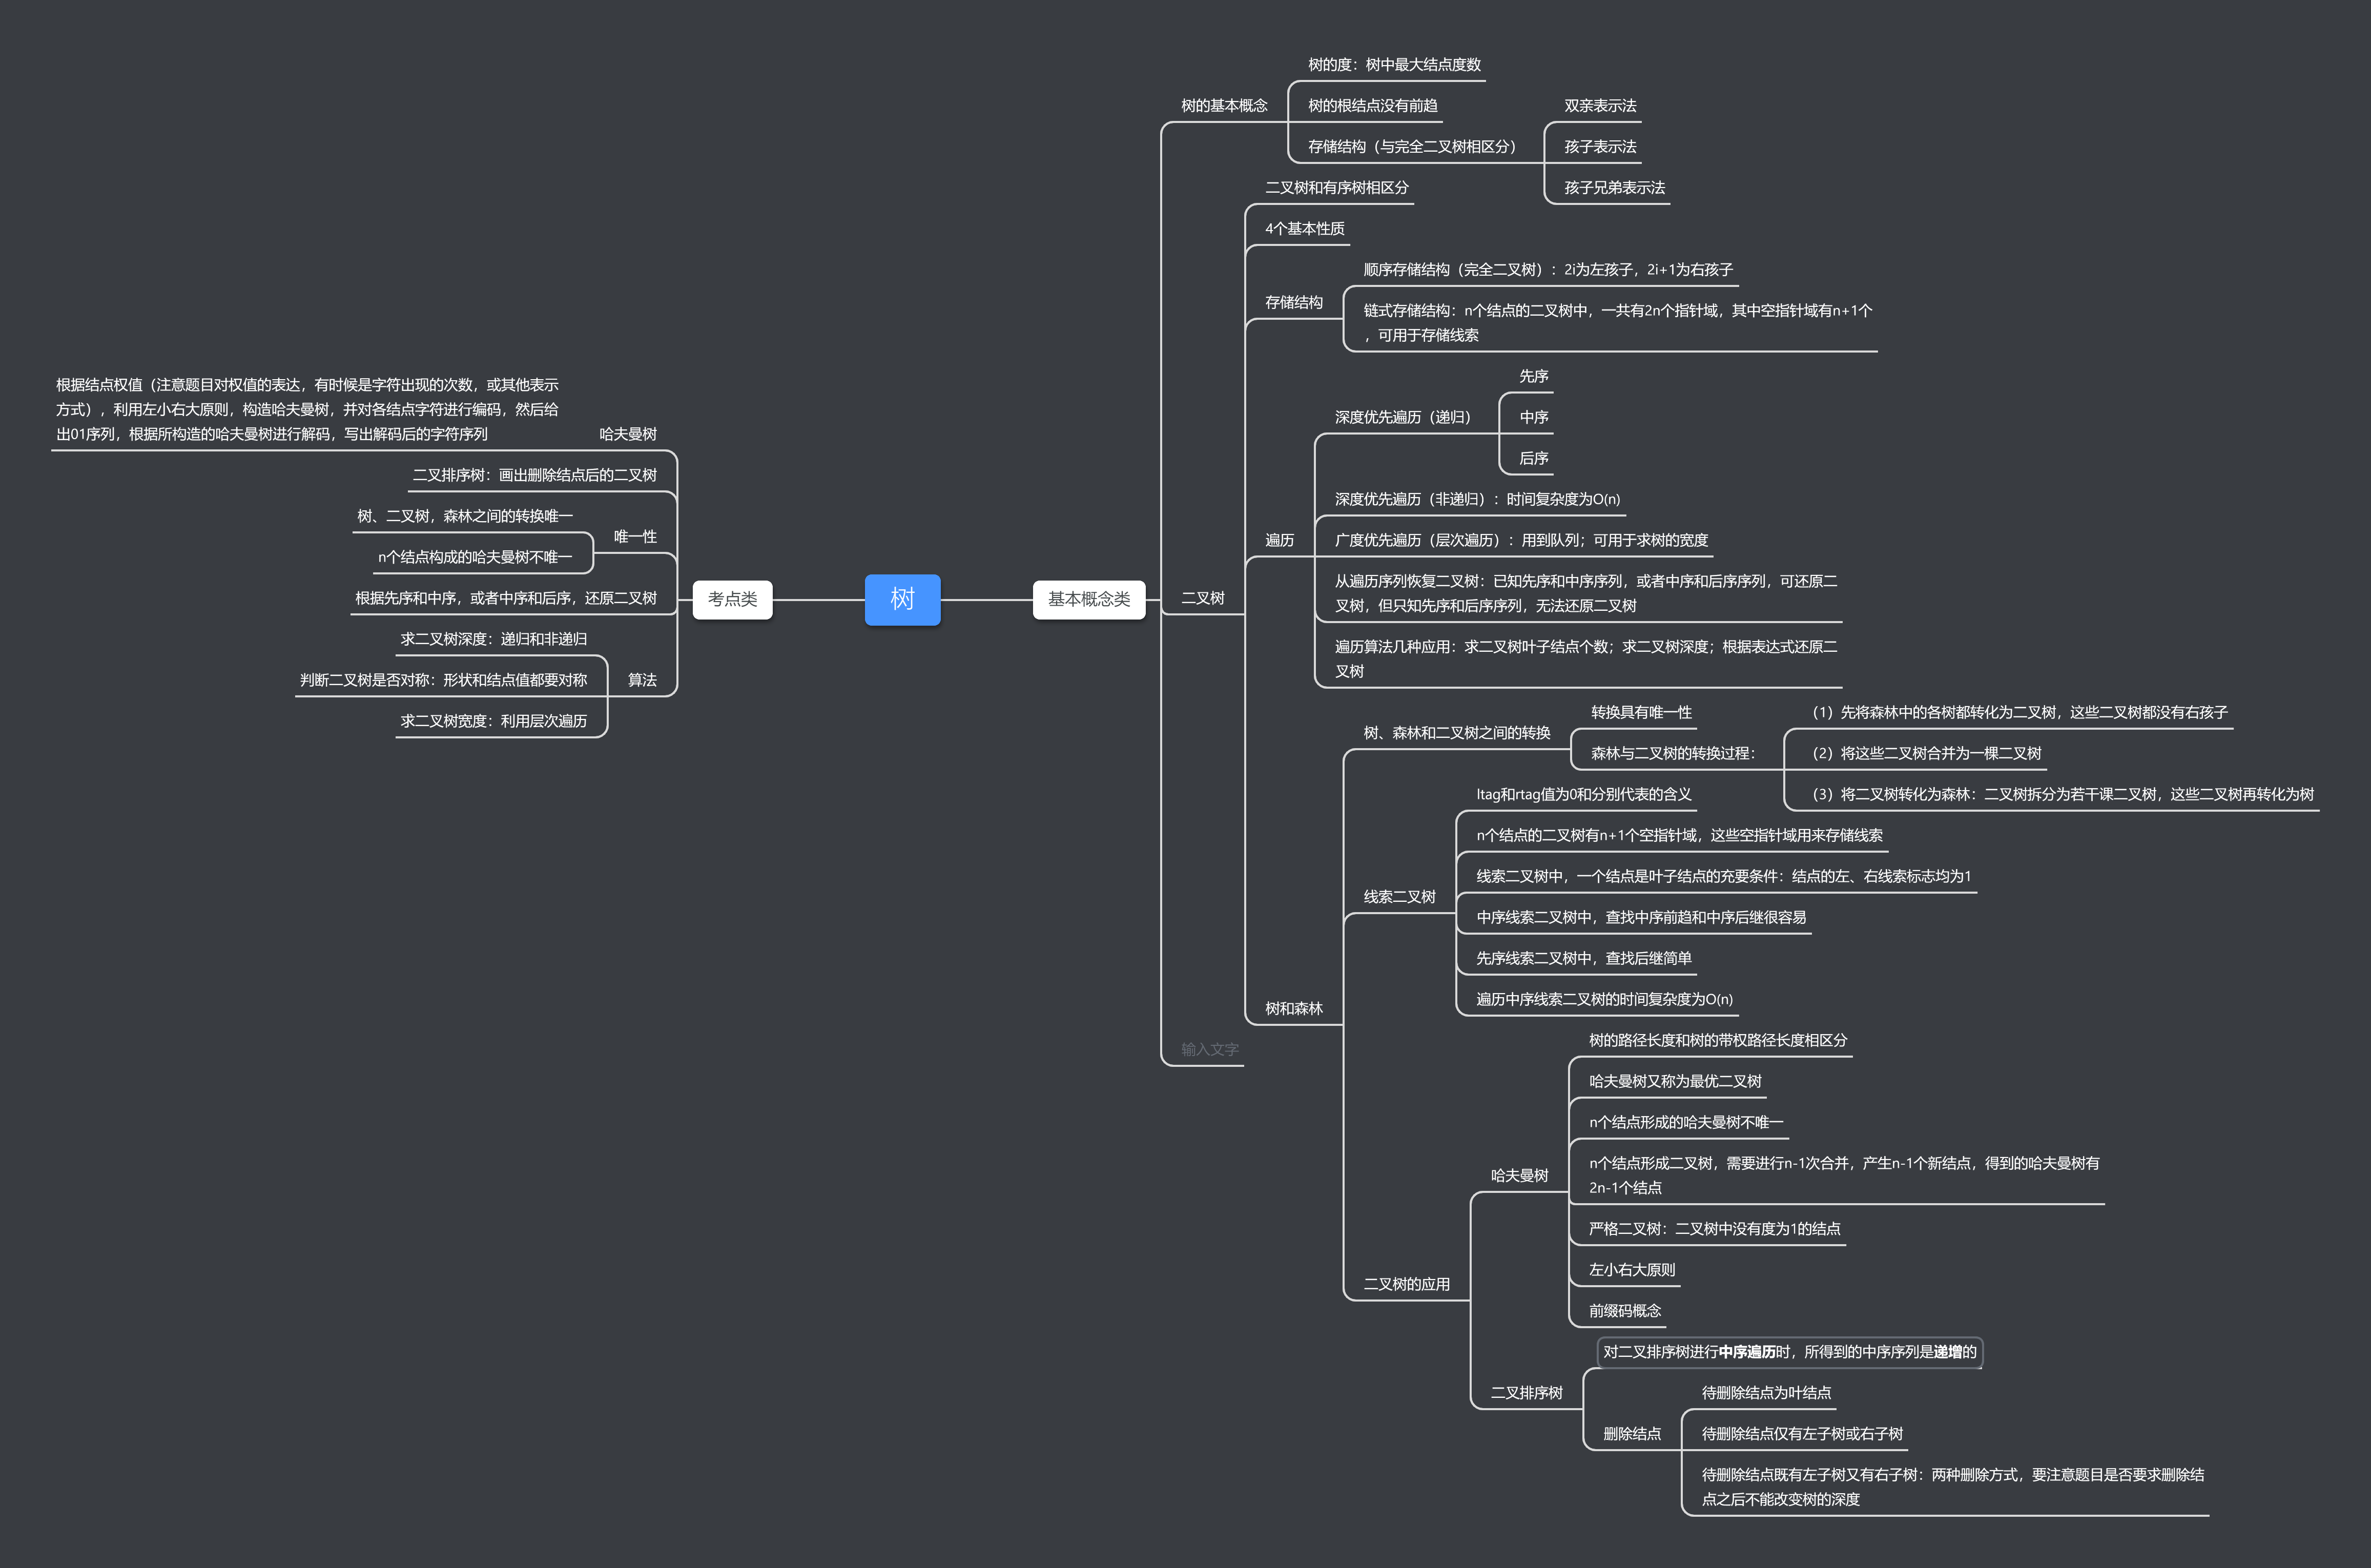 树
基本概念类
树的基本概念
树的度：树中最大结点度数
树的根结点没有前趋
存储结构（与完全二叉树相区分）
双亲表示法
孩子表示法
孩子兄弟表示法
二叉树
二叉树和有序树相区分
4个基本性质
存储结构
顺序存储结构（完全二叉树）：2i为左孩子，2i+1为右孩子
链式存储结构：n个结点的二叉树中，一共有2n个指针域，其中空指针域有n+1个
，可用于存储线索
遍历
深度优先遍历（递归）
先序
中序
后序
深度优先遍历（非递归）：时间复杂度为O(n)
广度优先遍历（层次遍历）：用到队列；可用于求树的宽度
从遍历序列恢复二叉树：已知先序和中序序列，或者中序和后序序列，可还原二
叉树，但只知先序和后序序列，无法还原二叉树
遍历算法几种应用：求二叉树叶子结点个数；求二叉树深度；根据表达式还原二
叉树
树和森林
树、森林和二叉树之间的转换
转换具有唯一性
森林与二叉树的转换过程：
（1）先将森林中的各树都转化为二叉树，这些二叉树都没有右孩子
（2）将这些二叉树合并为一棵二叉树
（3）将二叉树转化为森林：二叉树拆分为若干课二叉树，这些二叉树再转化为树
线索二叉树
ltag和rtag值为0和分别代表的含义
n个结点的二叉树有n+1个空指针域，这些空指针域用来存储线索
线索二叉树中，一个结点是叶子结点的充要条件：结点的左、右线索标志均为1
中序线索二叉树中，查找中序前趋和中序后继很容易
先序线索二叉树中，查找后继简单
遍历中序线索二叉树的时间复杂度为O(n)
二叉树的应用
哈夫曼树
树的路径长度和树的带权路径长度相区分
哈夫曼树又称为最优二叉树
n个结点形成的哈夫曼树不唯一
n个结点形成二叉树，需要进行n-1次合并，产生n-1个新结点，得到的哈夫曼树有
2n-1个结点
严格二叉树：二叉树中没有度为1的结点
左小右大原则
前缀码概念
二叉排序树
对二叉排序树进行中序遍历时，所得到的中序序列是递增的
删除结点
待删除结点为叶结点
待删除结点仅有左子树或右子树
待删除结点既有左子树又有右子树：两种删除方式，要注意题目是否要求删除结
点之后不能改变树的深度
输入文字
考点类
哈夫曼树
根据结点权值（注意题目对权值的表达，有时候是字符出现的次数，或其他表示
方式），利用左小右大原则，构造哈夫曼树，并对各结点字符进行编码，然后给
出01序列，根据所构造的哈夫曼树进行解码，写出解码后的字符序列
二叉排序树：画出删除结点后的二叉树
唯一性
树、二叉树，森林之间的转换唯一
n个结点构成的哈夫曼树不唯一
根据先序和中序，或者中序和后序，还原二叉树
算法
求二叉树深度：递归和非递归
判断二叉树是否对称：形状和结点值都要对称
求二叉树宽度：利用层次遍历